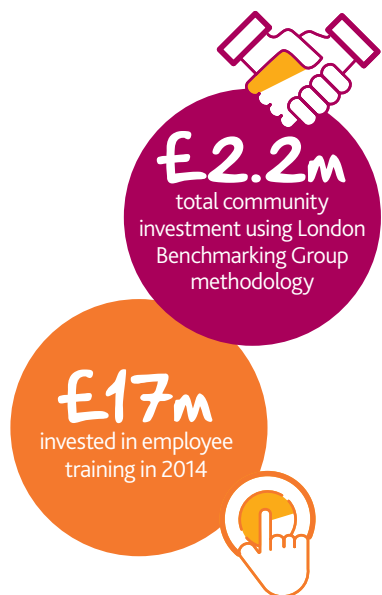 £2.2m
total community
investment using London
Benchmarking Group
methodology
£17m
invested in employee
training in 2014